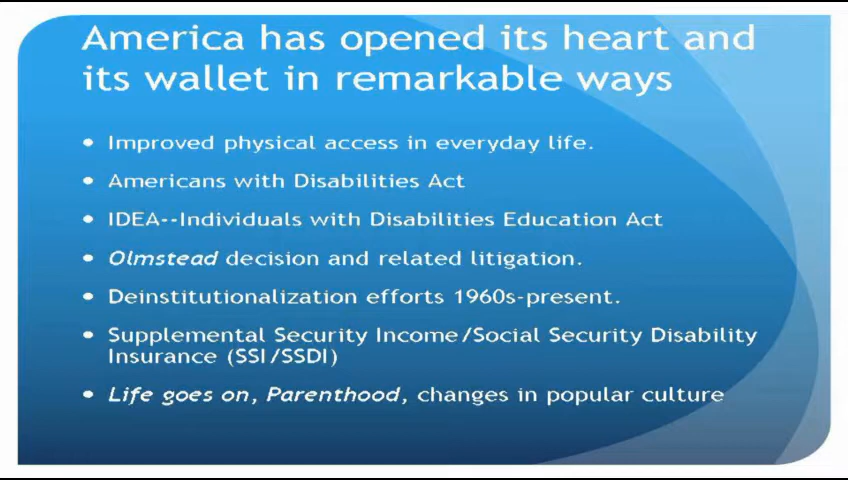 America has opened its heart and
its wallet in remarkable ways
• Improved physical access in everyday life.
• Americans with Disabilities Act
• IDEA--Individuals with Disabilities Education Act
• Olmstead decision and related litigation.
• Deinstitutionalization efforts 1960s-present.
• Supplemental Security Income/Social Security Disability
Insurance (SSI/SSDI)
• Life goes on, Parenthood, changes in popular culture